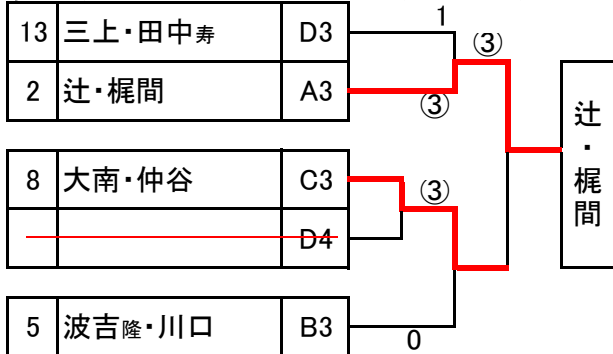 13 三上・田中寿 D3 1
③
2 辻・梶間 A3 ③
辻・梶間
8 大南・仲谷 C3 ③
D4
5 波吉隆・川口 B3 0